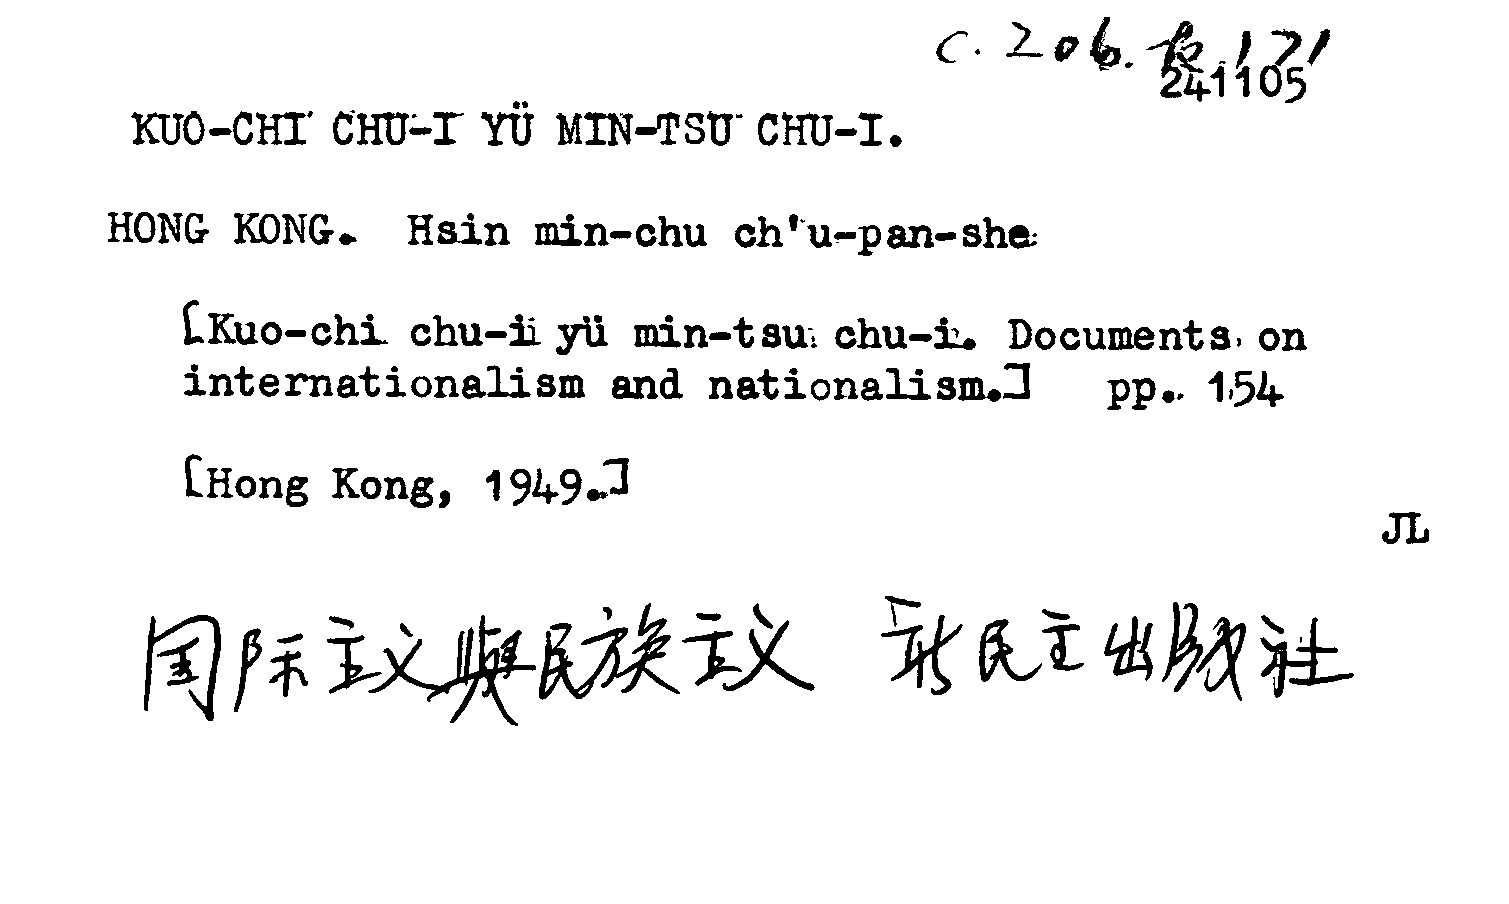 C. 206. b. 171
241105
KUO-CHI CHU-I YÜ MIN-TSU CHU-I.
HONG KONG. Hsin min-chu ch'u-pan-she
[Kuo-chi chu-i yü min-tsu chu-i. Documents on
internationalism and nationalism.] pp. 154
[Hong Kong, 1949.]
JL
国际主义與民族主义 新民主出版社